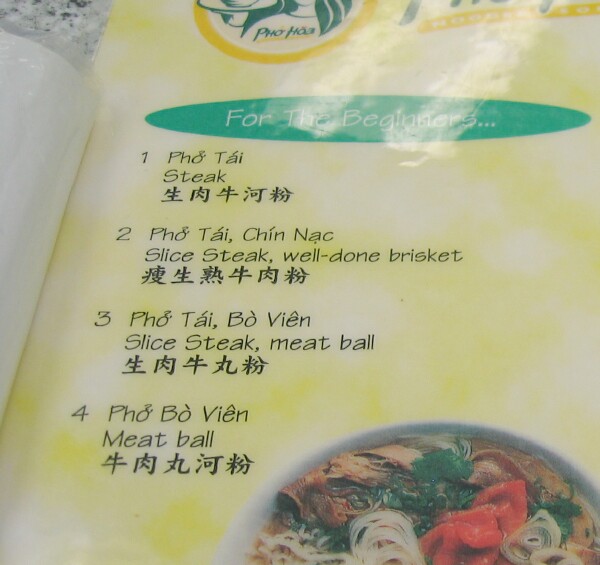 PHỞ HÒA
For The Beginners...
1 Phở Tái
Steak
生肉牛河粉
2 Phở Tái, Chín Nạc
Slice Steak, well-done brisket
瘦生熟牛肉粉
3 Phở Tái, Bò Viên
Slice Steak, meat ball
生肉牛丸粉
4 Phở Bò Viên
Meat ball
牛肉丸河粉